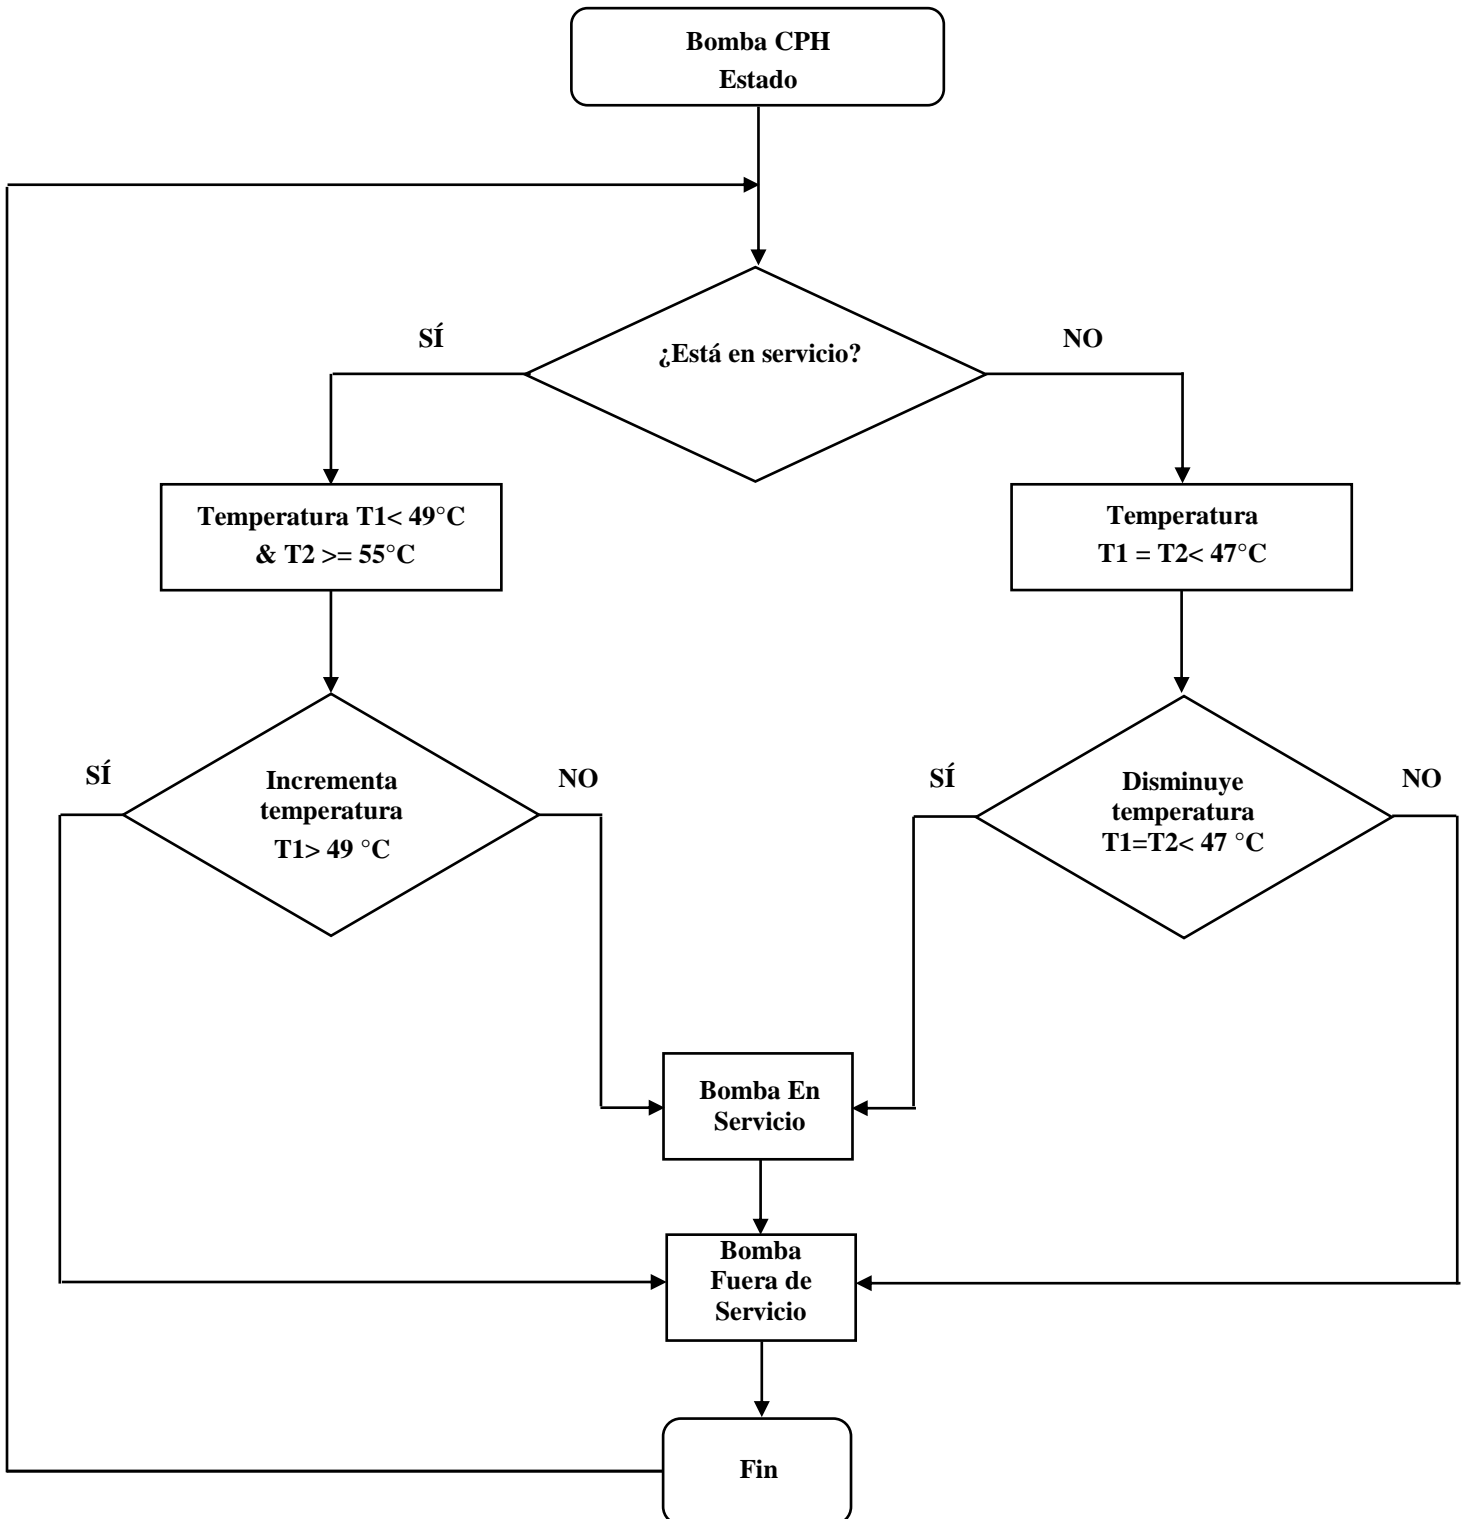 Bomba CPH
Estado
SÍ
¿Está en servicio?
NO
Temperatura T1< 49°C
& T2 >= 55°C
Temperatura
T1 = T2< 47°C
SÍ
Incrementa
temperatura
T1> 49 °C
NO
SÍ
Disminuye
temperatura
T1=T2< 47 °C
NO
Bomba En
Servicio
Bomba
Fuera de
Servicio
Fin